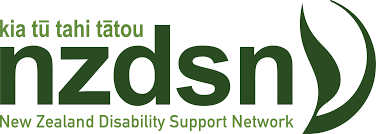 kia tū tahi tātou
nzdsn
New Zealand Disability Support Network